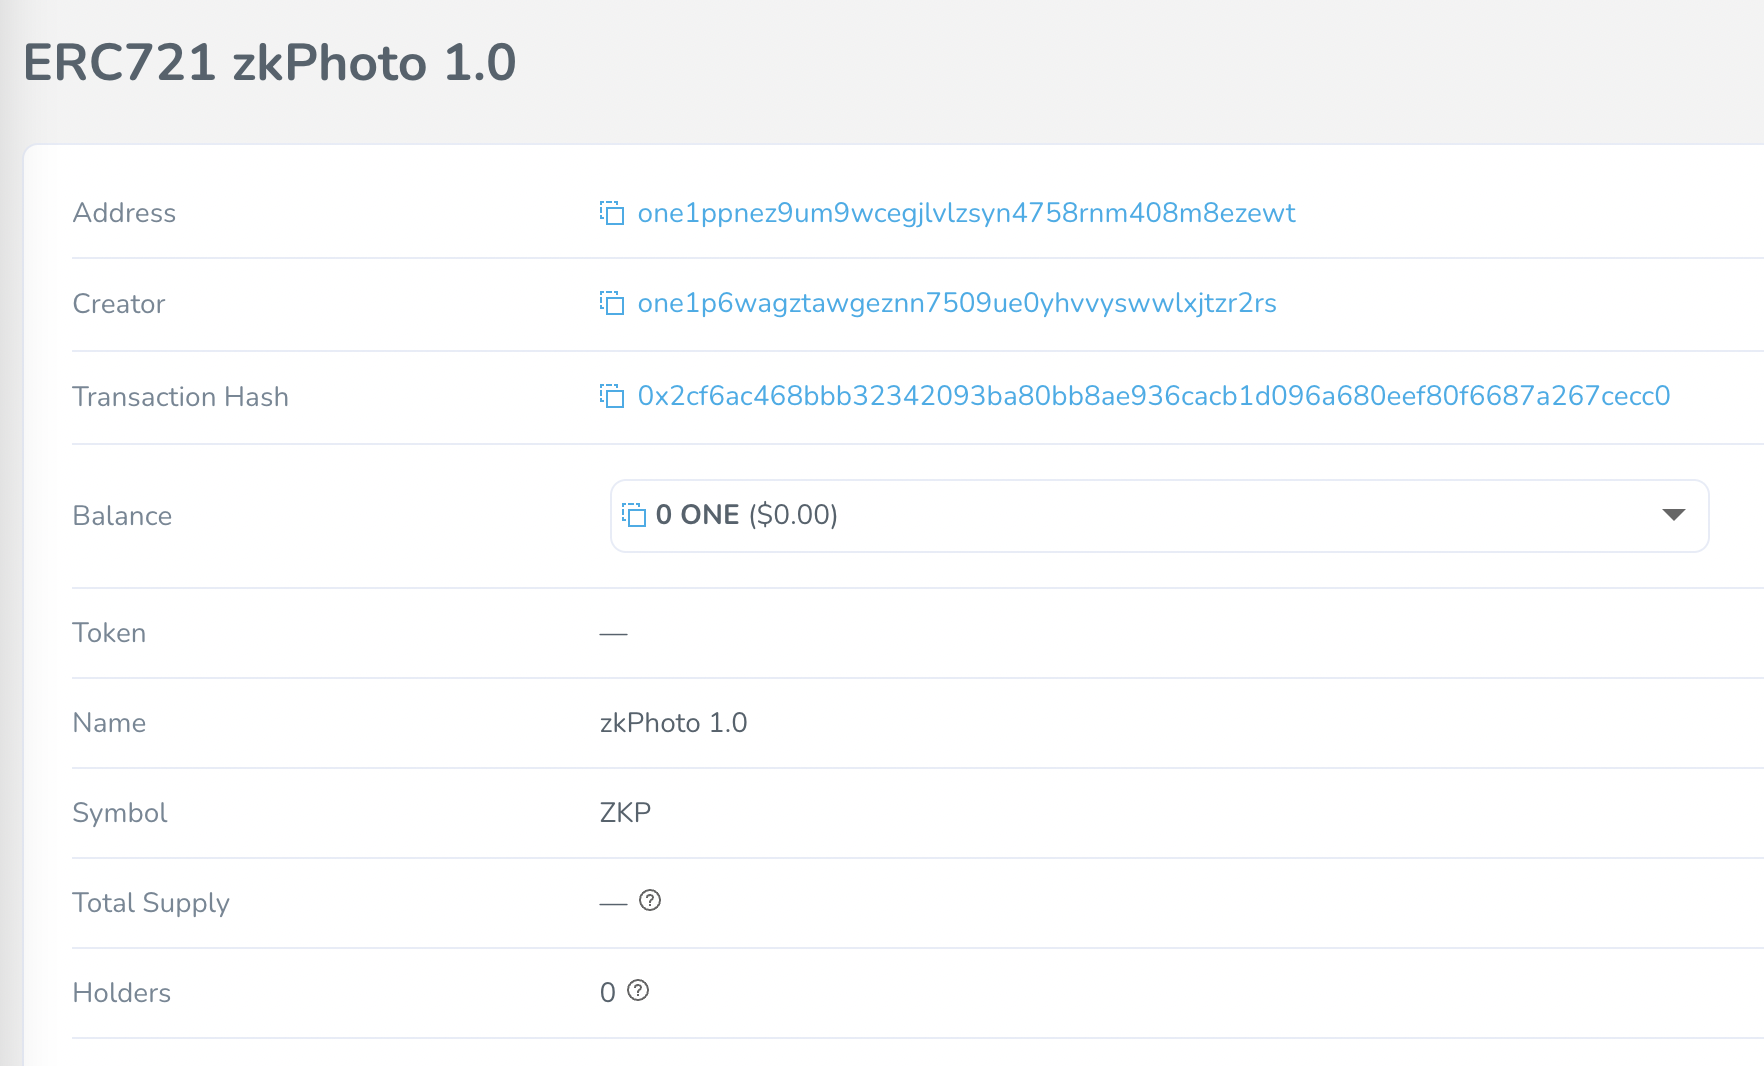 ERC721 zkPhoto 1.0
Address one1ppnez9um9wcegjlvlzsyn4758rnm408m8ezewt
Creator one1p6wagztawgeznn7509ue0yhvvyswwlxjtzr2rs
Transaction Hash 0x2cf6ac468bbb32342093ba80bb8ae936cacb1d096a680eef80f6687a267cecc0
Balance 0 ONE ($0.00)
Token —
Name zkPhoto 1.0
Symbol ZKP
Total Supply — ?
Holders 0 ?